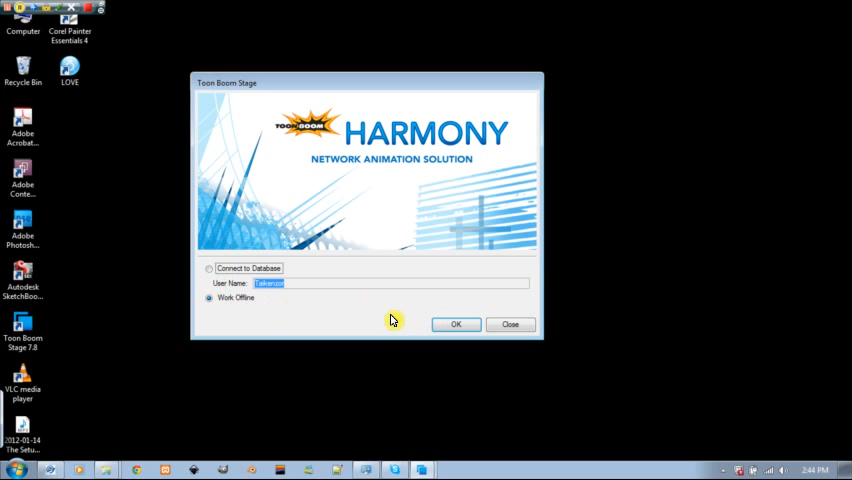 Computer
Corel Painter
Essentials 4
Recycle Bin
LOVE
Adobe
Acrobat...
Adobe
Conte...
Adobe
Photosh...
Autodesk
SketchBoo...
Toon Boom
Stage 7.8
VLC media
player
2012-01-14
The Setu...
Toon Boom Stage
TOON BOOM HARMONY
NETWORK ANIMATION SOLUTION
Connect to Database
User Name: Taikenzor
Work Offline
OK Close
2:44 PM